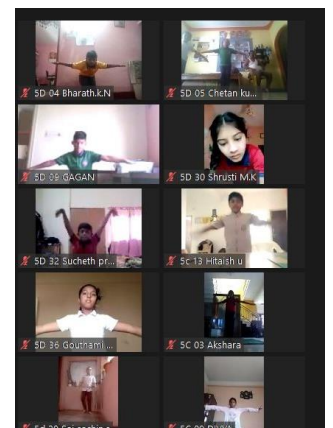 5D 04 Bharath.k.N
5D 05 Chetan ku...
5D 09 GAGAN
5D 30 Shrusti M.K
5D 32 Sucheth pr...
5c 13 Hitaish u
5D 36 Gouthami....
5C 03 Akshara